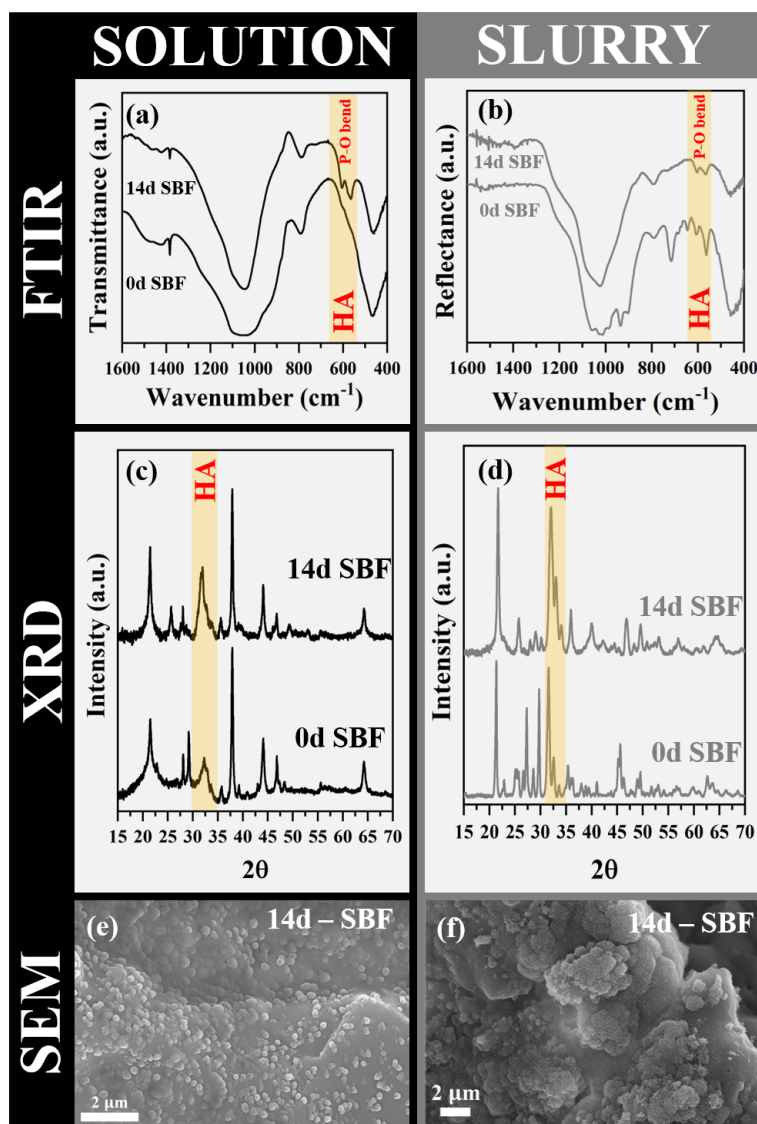 SOLUTION
SLURRY
FTIR
(a)
P-O bend
14d SBF
0d SBF
HA
Transmittance (a.u.)
1600 1400 1200 1000 800 600 400
Wavenumber (cm⁻¹)
(b)
P-O bend
14d SBF
0d SBF
HA
Reflectance (a.u.)
1600 1400 1200 1000 800 600 400
Wavenumber (cm⁻¹)
XRD
(c)
HA
14d SBF
0d SBF
Intensity (a.u.)
15 20 25 30 35 40 45 50 55 60 65 70
2θ
(d)
HA
14d SBF
0d SBF
Intensity (a.u.)
15 20 25 30 35 40 45 50 55 60 65 70
2θ
SEM
(e)
14d – SBF
2 μm
(f)
14d – SBF
2 μm